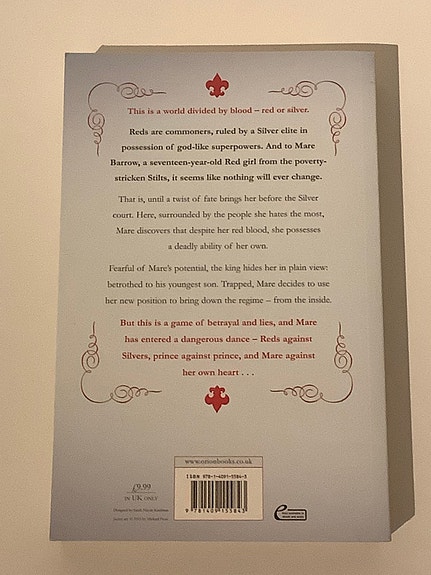 This is a world divided by blood – red or silver.
Reds are commoners, ruled by a Silver elite in
possession of god-like superpowers. And to Mare
Barrow, a seventeen-year-old Red girl from the poverty-
stricken Stilts, it seems like nothing will ever change.
That is, until a twist of fate brings her before the Silver
court. Here, surrounded by the people she hates the most,
Mare discovers that despite her red blood, she possesses
a deadly ability of her own.
Fearful of Mare's potential, the king hides her in plain view:
betrothed to his youngest son. Trapped, Mare decides to use
her new position to bring down the regime – from the inside.
But this is a game of betrayal and lies, and Mare
has entered a dangerous dance – Reds against
Silvers, prince against prince, and Mare against
her own heart . . .
www.orionbooks.co.uk
ISBN 978-1-4091-5584-3
£9.99
IN UK ONLY